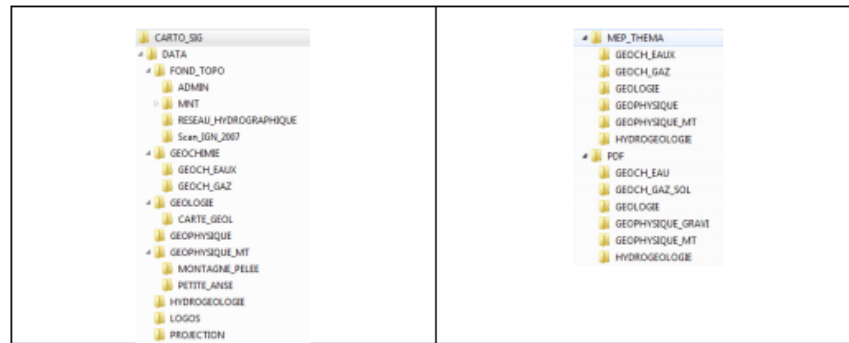 CARTO_SIG
DATA
FOND_TOPO
ADMIN
MNT
RESEAU_HYDROGRAPHIQUE
Scan_IGN_2007
GEOCHIMIE
GEOCH_EAUX
GEOCH_GAZ
GEOLOGIE
CARTE_GEOL
GEOPHYSIQUE
GEOPHYSIQUE_MT
MONTAGNE_PELEE
PETITE_ANSE
HYDROGEOLOGIE
LOGOS
PROJECTION
MEP_THEMA
GEOCH_EAUX
GEOCH_GAZ
GEOLOGIE
GEOPHYSIQUE
GEOPHYSIQUE_MT
HYDROGEOLOGIE
PDF
GEOCH_EAU
GEOCH_GAZ_SOL
GEOLOGIE
GEOPHYSIQUE_GRAVI
GEOPHYSIQUE_MT
HYDROGEOLOGIE